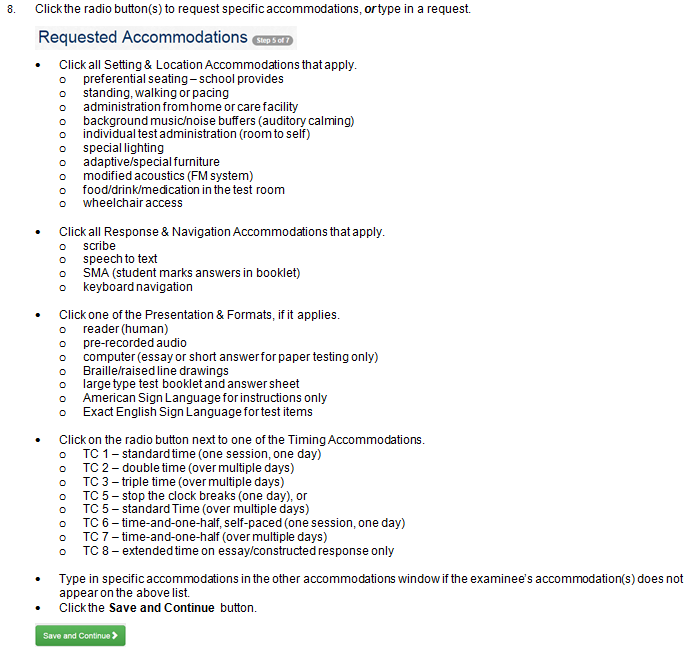 8. Click the radio button(s) to request specific accommodations, or type in a request.
Requested Accommodations Step 5 of 7
• Click all Setting & Location Accommodations that apply.
o preferential seating – school provides
o standing, walking or pacing
o administration from home or care facility
o background music/noise buffers (auditory calming)
o individual test administration (room to self)
o special lighting
o adaptive/special furniture
o modified acoustics (FM system)
o food/drink/medication in the test room
o wheelchair access
• Click all Response & Navigation Accommodations that apply.
o scribe
o speech to text
o SMA (student marks answers in booklet)
o keyboard navigation
• Click one of the Presentation & Formats, if it applies.
o reader (human)
o pre-recorded audio
o computer (essay or short answer for paper testing only)
o Braille/raised line drawings
o large type test booklet and answer sheet
o American Sign Language for instructions only
o Exact English Sign Language for test items
• Click on the radio button next to one of the Timing Accommodations.
o TC 1 – standard time (one session, one day)
o TC 2 – double time (over multiple days)
o TC 3 – triple time (over multiple days)
o TC 5 – stop the clock breaks (one day), or
o TC 5 – standard Time (over multiple days)
o TC 6 – time-and-one-half, self-paced (one session, one day)
o TC 7 – time-and-one-half (over multiple days)
o TC 8 – extended time on essay/constructed response only
• Type in specific accommodations in the other accommodations window if the examinee's accommodation(s) does not
appear on the above list.
• Click the Save and Continue button.
Save and Continue ❯